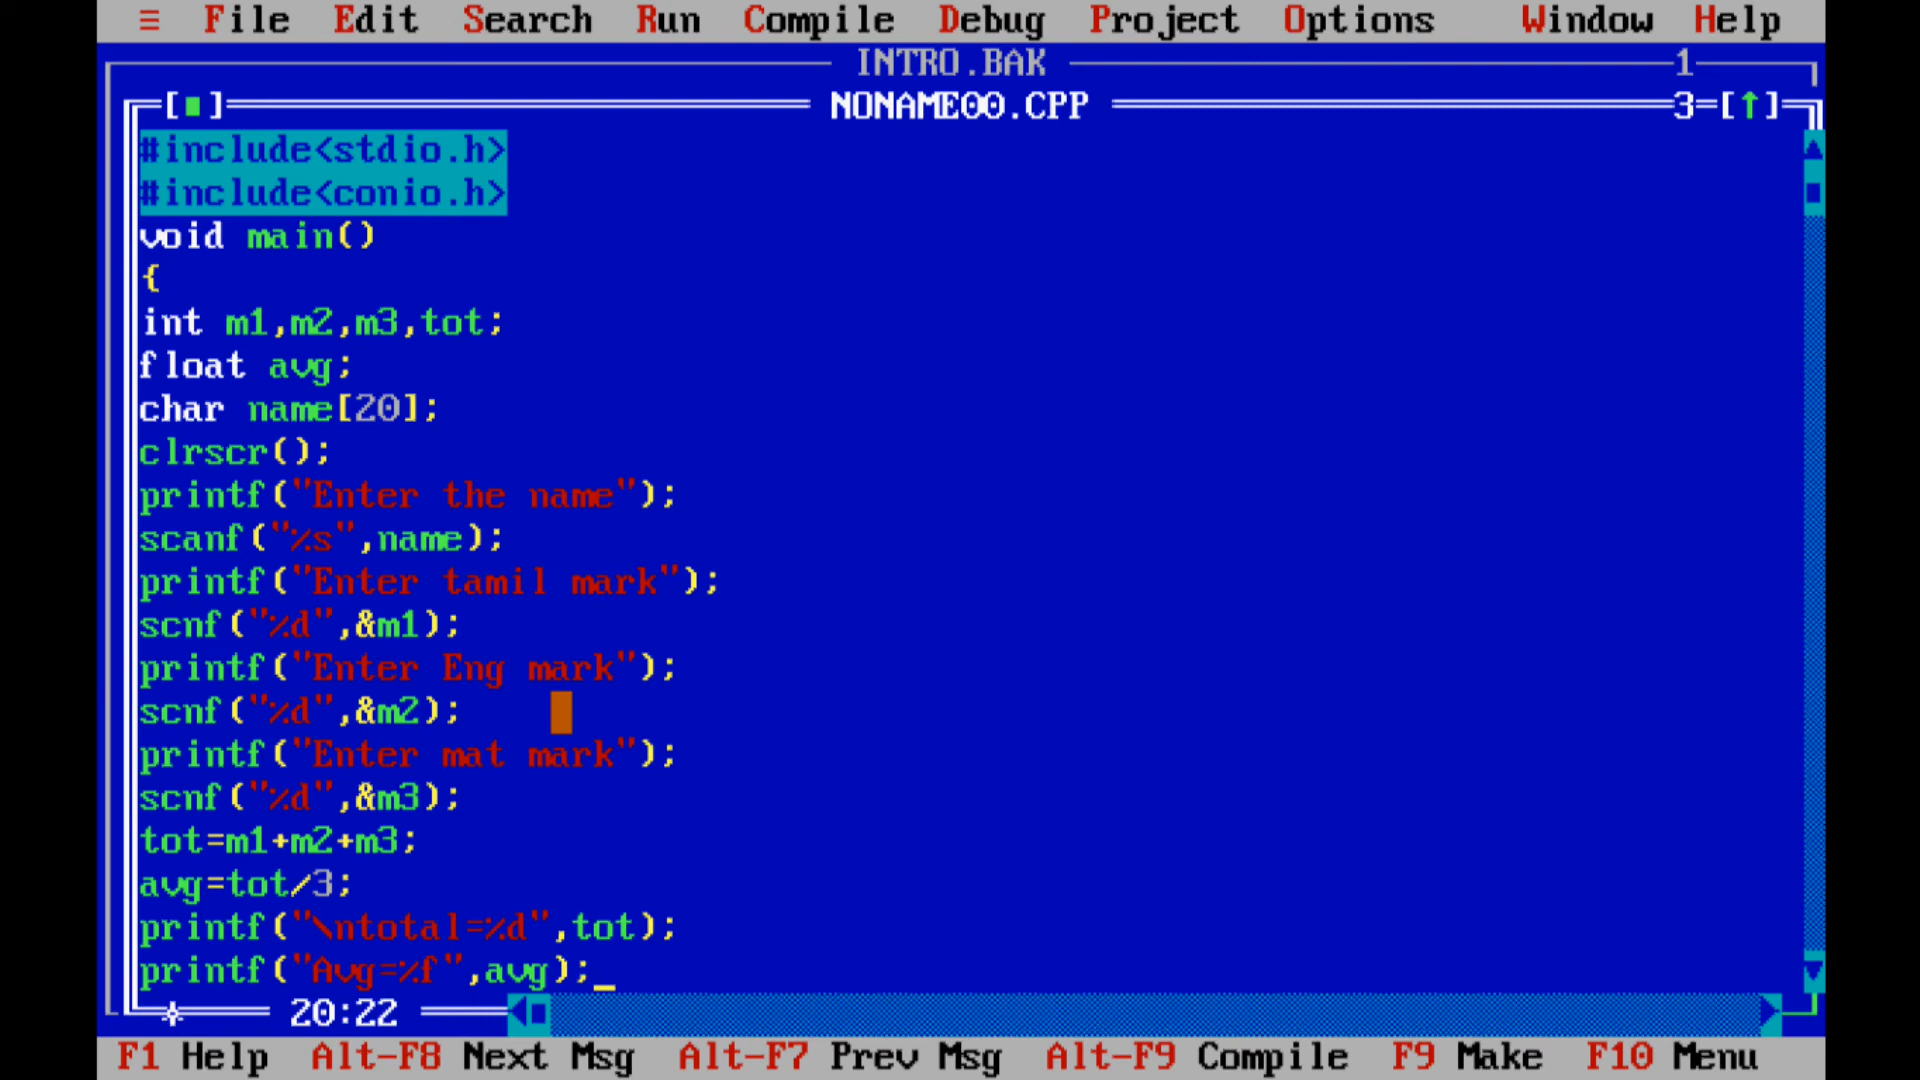 ≡ File Edit Search Run Compile Debug Project Options Window Help
INTRO.BAK 1
[■] NONAME00.CPP 3=[↑]
#include<stdio.h>
#include<conio.h>
void main()
{
int m1,m2,m3,tot;
float avg;
char name[20];
clrscr();
printf("Enter the name");
scanf("%s",name);
printf("Enter tamil mark");
scnf("%d",&m1);
printf("Enter Eng mark");
scnf("%d",&m2);
printf("Enter mat mark");
scnf("%d",&m3);
tot=m1+m2+m3;
avg=tot/3;
printf("\ntotal=%d",tot);
printf("Avg=%f",avg);_
20:22
F1 Help Alt-F8 Next Msg Alt-F7 Prev Msg Alt-F9 Compile F9 Make F10 Menu